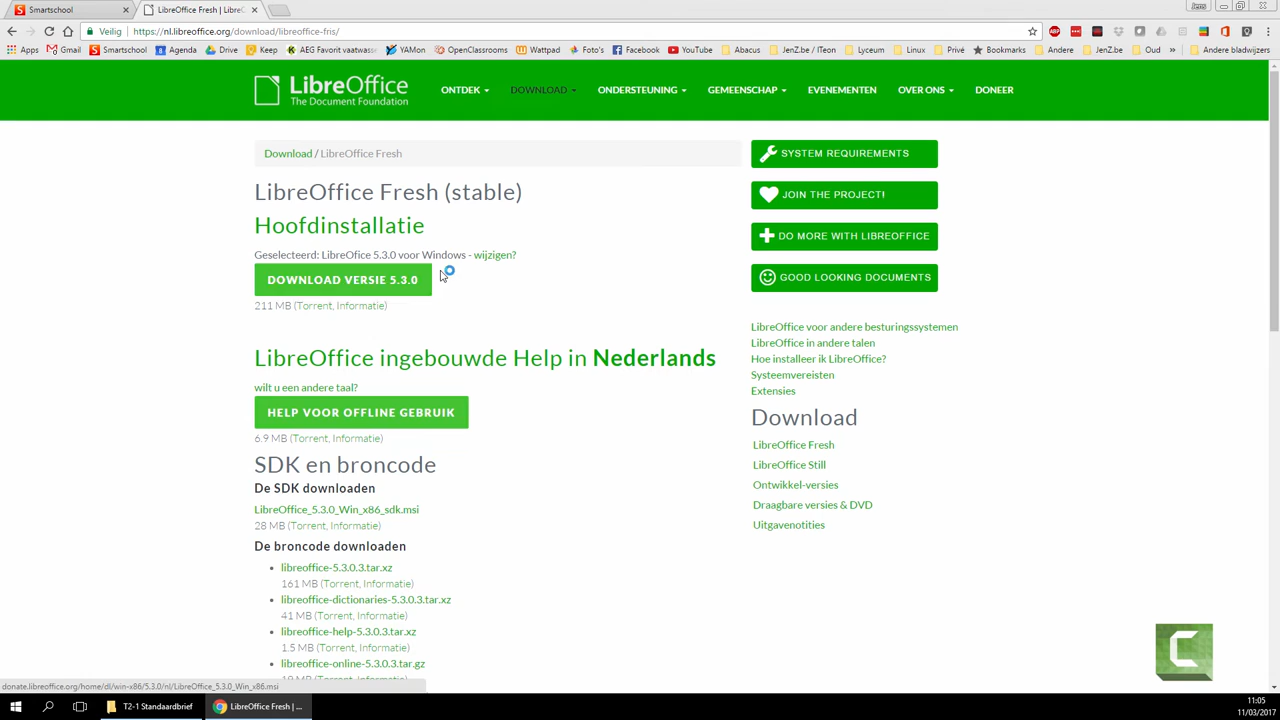 Smartschool
LibreOffice Fresh | Libre
Jens
Veilig
https://nl.libreoffice.org/download/libreoffice-fris/
Apps
Gmail
Smartschool
Agenda
Drive
Keep
AEG Favorit vaatwasse
YAMon
OpenClassrooms
Wattpad
Foto's
Facebook
YouTube
Abacus
JenZ.be / ITeon
Lyceum
Linux
Privé
Bookmarks
Andere
JenZ.be
Oud
»
Andere bladwijzers
LibreOffice
The Document Foundation
ONTDEK
DOWNLOAD
ONDERSTEUNING
GEMEENSCHAP
EVENEMENTEN
OVER ONS
DONEER
Download / LibreOffice Fresh
LibreOffice Fresh (stable)
Hoofdinstallatie
Geselecteerd: LibreOffice 5.3.0 voor Windows - wijzigen?
DOWNLOAD VERSIE 5.3.0
211 MB (Torrent, Informatie)
LibreOffice ingebouwde Help in Nederlands
wilt u een andere taal?
HELP VOOR OFFLINE GEBRUIK
6.9 MB (Torrent, Informatie)
SDK en broncode
De SDK downloaden
LibreOffice_5.3.0_Win_x86_sdk.msi
28 MB (Torrent, Informatie)
De broncode downloaden
libreoffice-5.3.0.3.tar.xz
161 MB (Torrent, Informatie)
libreoffice-dictionaries-5.3.0.3.tar.xz
41 MB (Torrent, Informatie)
libreoffice-help-5.3.0.3.tar.xz
1.5 MB (Torrent, Informatie)
libreoffice-online-5.3.0.3.tar.gz
SYSTEM REQUIREMENTS
JOIN THE PROJECT!
DO MORE WITH LIBREOFFICE
GOOD LOOKING DOCUMENTS
LibreOffice voor andere besturingssystemen
LibreOffice in andere talen
Hoe installeer ik LibreOffice?
Systeemvereisten
Extensies
Download
LibreOffice Fresh
LibreOffice Still
Ontwikkel-versies
Draagbare versies & DVD
Uitgavenotities
donate.libreoffice.org/home/dl/win-x86/5.3.0/nl/LibreOffice_5.3.0_Win_x86.msi
T2-1 Standaardbrief
LibreOffice Fresh | ...
11:05
11/03/2017